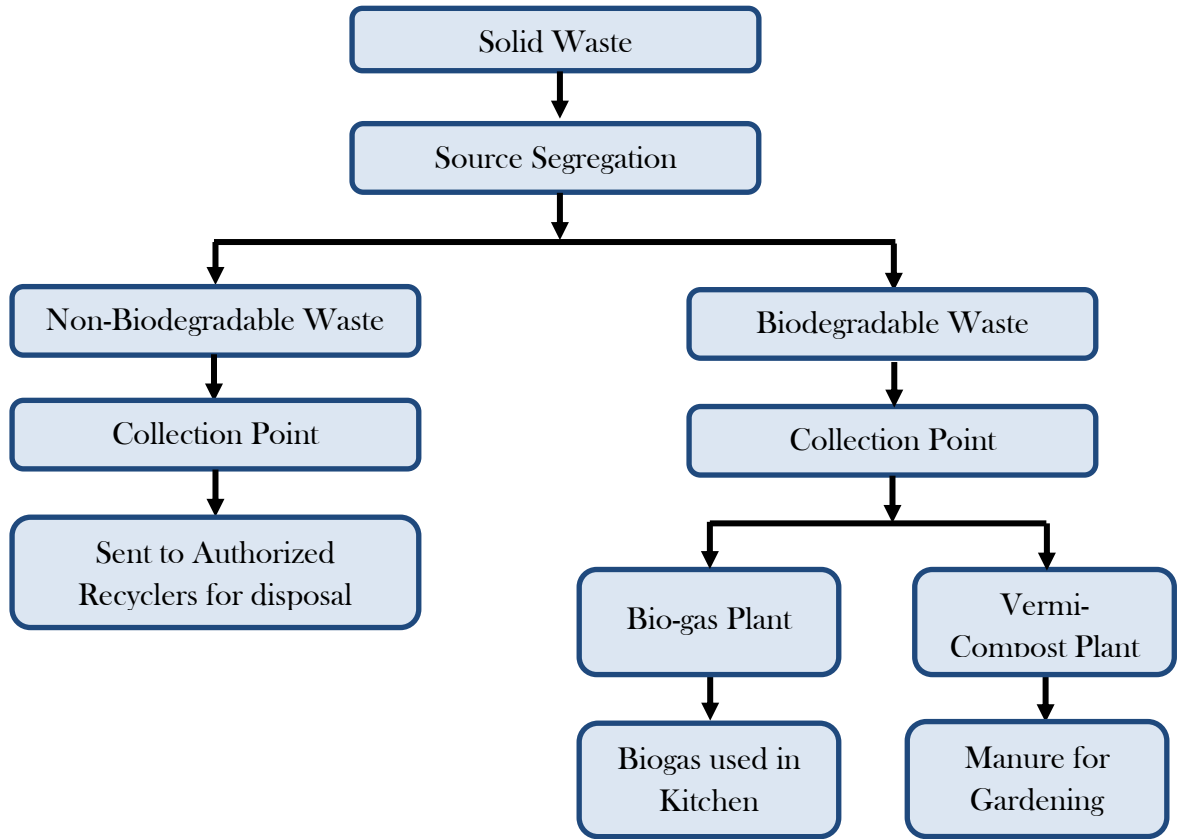 Solid Waste
Source Segregation
Non-Biodegradable Waste
Biodegradable Waste
Collection Point
Collection Point
Sent to Authorized
Recyclers for disposal
Bio-gas Plant
Vermi-
Compost Plant
Biogas used in
Kitchen
Manure for
Gardening